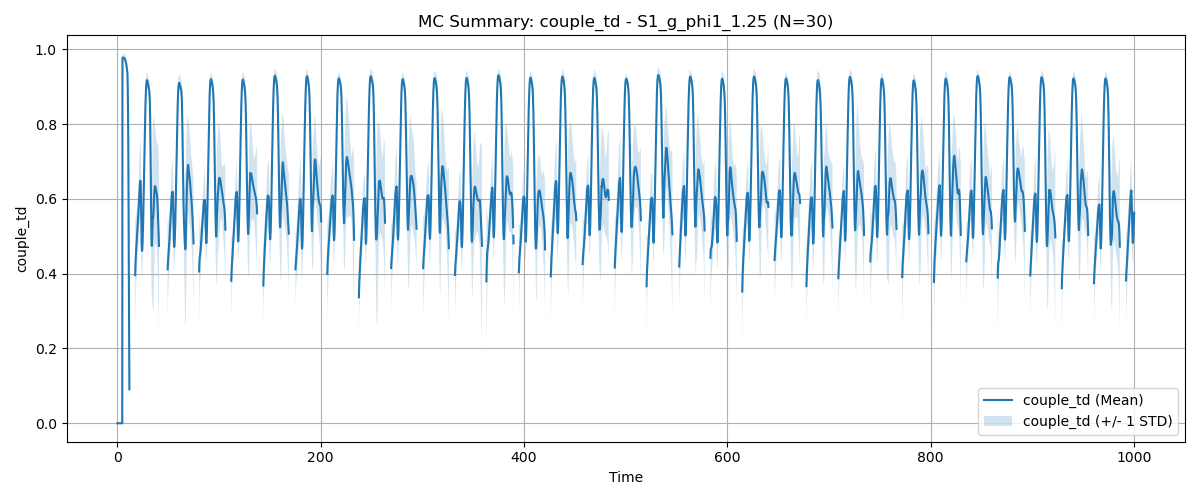 MC Summary: couple_td - S1_g_phi1_1.25 (N=30)
couple_td
1.0
0.8
0.6
0.4
0.2
0.0
0
200
400
600
800
1000
Time
couple_td (Mean)
couple_td (+/- 1 STD)